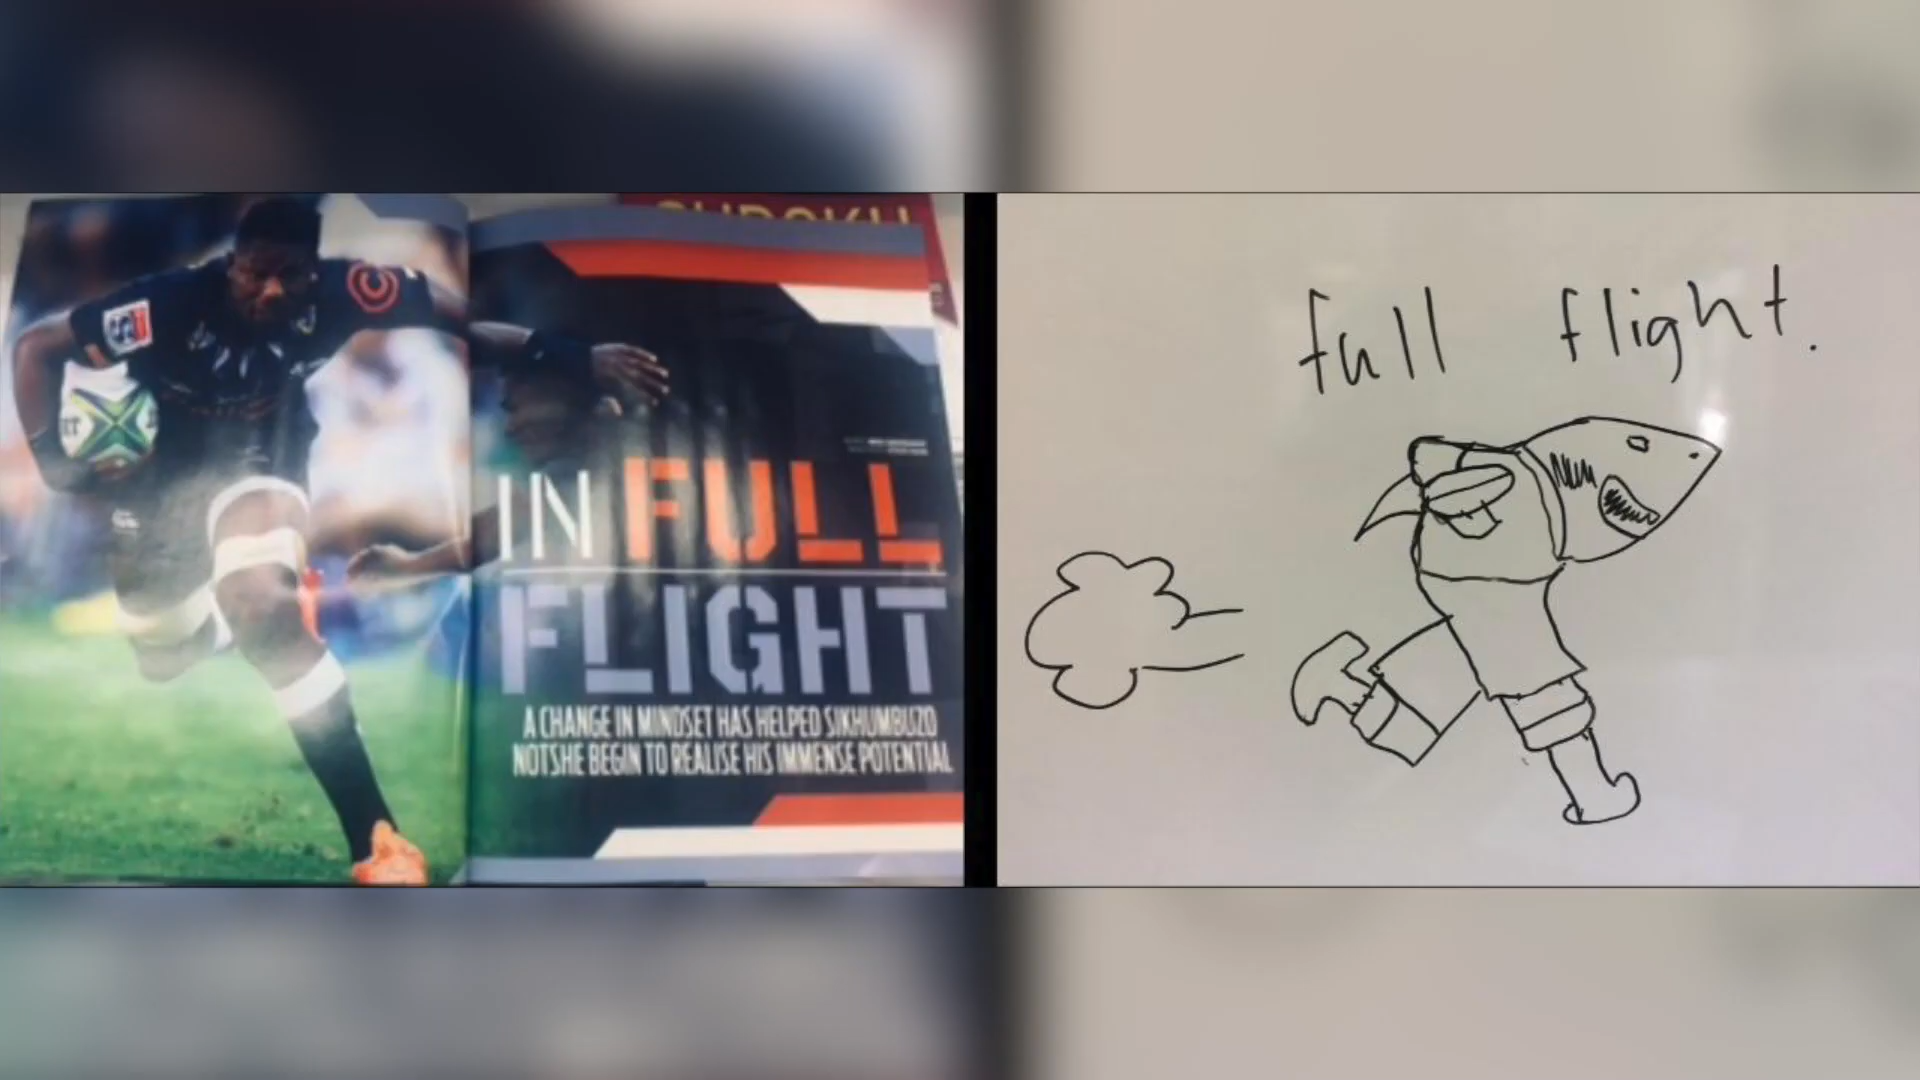 SUDOKU
IN FULL
FLIGHT
A CHANGE IN MINDSET HAS HELPED SIKHUMBUZO
NOTSHE BEGIN TO REALISE HIS IMMENSE POTENTIAL
full flight.